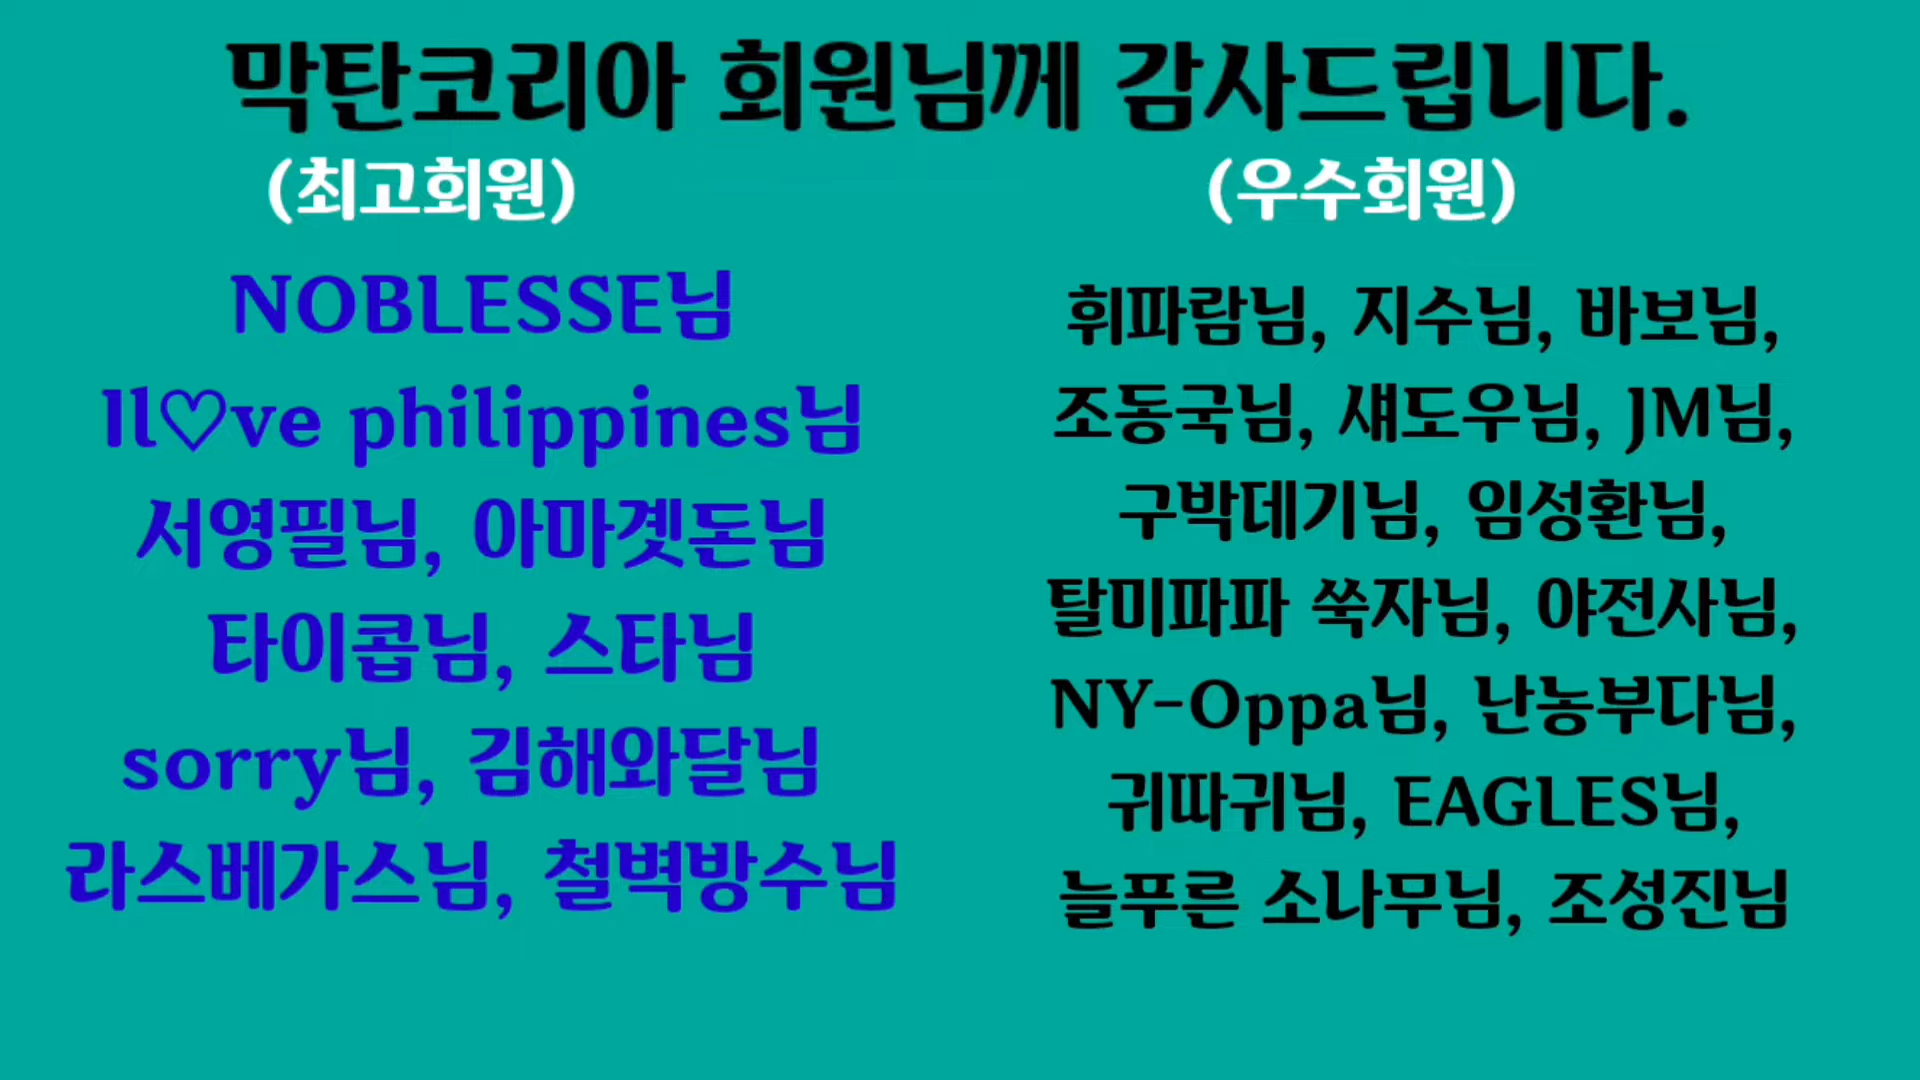 막탄코리아 회원님께 감사드립니다.
(최고회원)
NOBLESSE님
Il♡ve philippines님
서영필님, 아마겟돈님
타이콥님, 스타님
sorry님, 김해와달님
라스베가스님, 철벽방수님
(우수회원)
휘파람님, 지수님, 바보님,
조동국님, 섀도우님, JM님,
구박데기님, 임성환님,
탈미파파 쑥자님, 야전사님,
NY-Oppa님, 난농부다님,
귀따귀님, EAGLES님,
늘푸른 소나무님, 조성진님